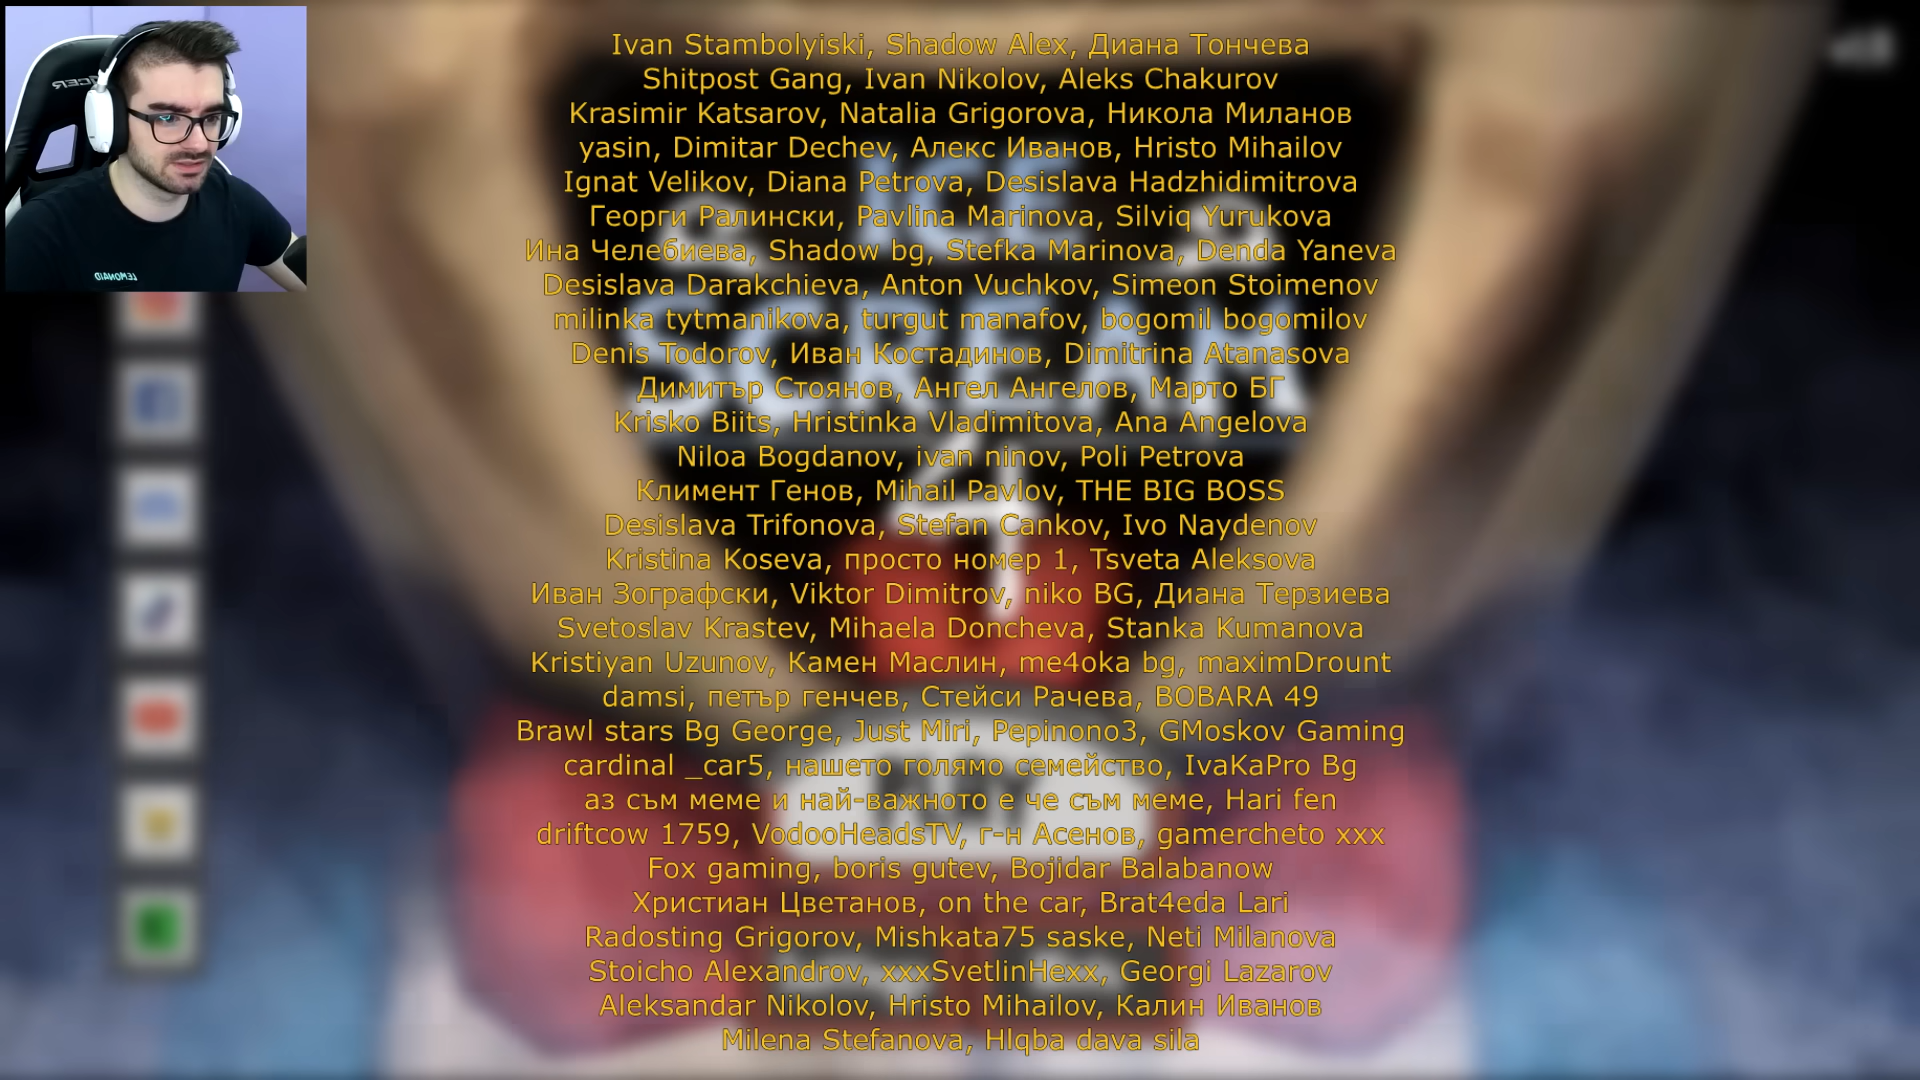 Ivan Stambolyiski, Shadow Alex, Диана Тончева
Shitpost Gang, Ivan Nikolov, Aleks Chakurov
Krasimir Katsarov, Natalia Grigorova, Никола Миланов
yasin, Dimitar Dechev, Алекс Иванов, Hristo Mihailov
Ignat Velikov, Diana Petrova, Desislava Hadzhidimitrova
Георги Ралински, Pavlina Marinova, Silviq Yurukova
Ина Челебиева, Shadow bg, Stefka Marinova, Denda Yaneva
Desislava Darakchieva, Anton Vuchkov, Simeon Stoimenov
milinka tytmanikova, turgut manafov, bogomil bogomilov
Denis Todorov, Иван Костадинов, Dimitrina Atanasova
Димитър Стоянов, Ангел Ангелов, Марто БГ
Krisko Biits, Hristinka Vladimitova, Ana Angelova
Niloa Bogdanov, ivan ninov, Poli Petrova
Климент Генов, Mihail Pavlov, THE BIG BOSS
Desislava Trifonova, Stefan Cankov, Ivo Naydenov
Kristina Koseva, просто номер 1, Tsveta Aleksova
Иван Зографски, Viktor Dimitrov, niko BG, Диана Терзиева
Svetoslav Krastev, Mihaela Doncheva, Stanka Kumanova
Kristiyan Uzunov, Камен Маслин, me4oka bg, maximDrount
damsi, петър генчев, Стейси Рачева, BOBARA 49
Brawl stars Bg George, Just Miri, Pepinono3, GMoskov Gaming
cardinal _car5, нашето голямо семейство, IvaKaPro Bg
аз съм меме и най-важното е че съм меме, Hari fen
driftcow 1759, VodooHeadsTV, г-н Асенов, gamercheto xxx
Fox gaming, boris gutev, Bojidar Balabanow
Християн Цветанов, on the car, Brat4eda Lari
Radosting Grigorov, Mishkata75 saske, Neti Milanova
Stoicho Alexandrov, xxxSvetlinHexx, Georgi Lazarov
Aleksandar Nikolov, Hristo Mihailov, Калин Иванов
Milena Stefanova, Hlqba dava sila
LEMONAID